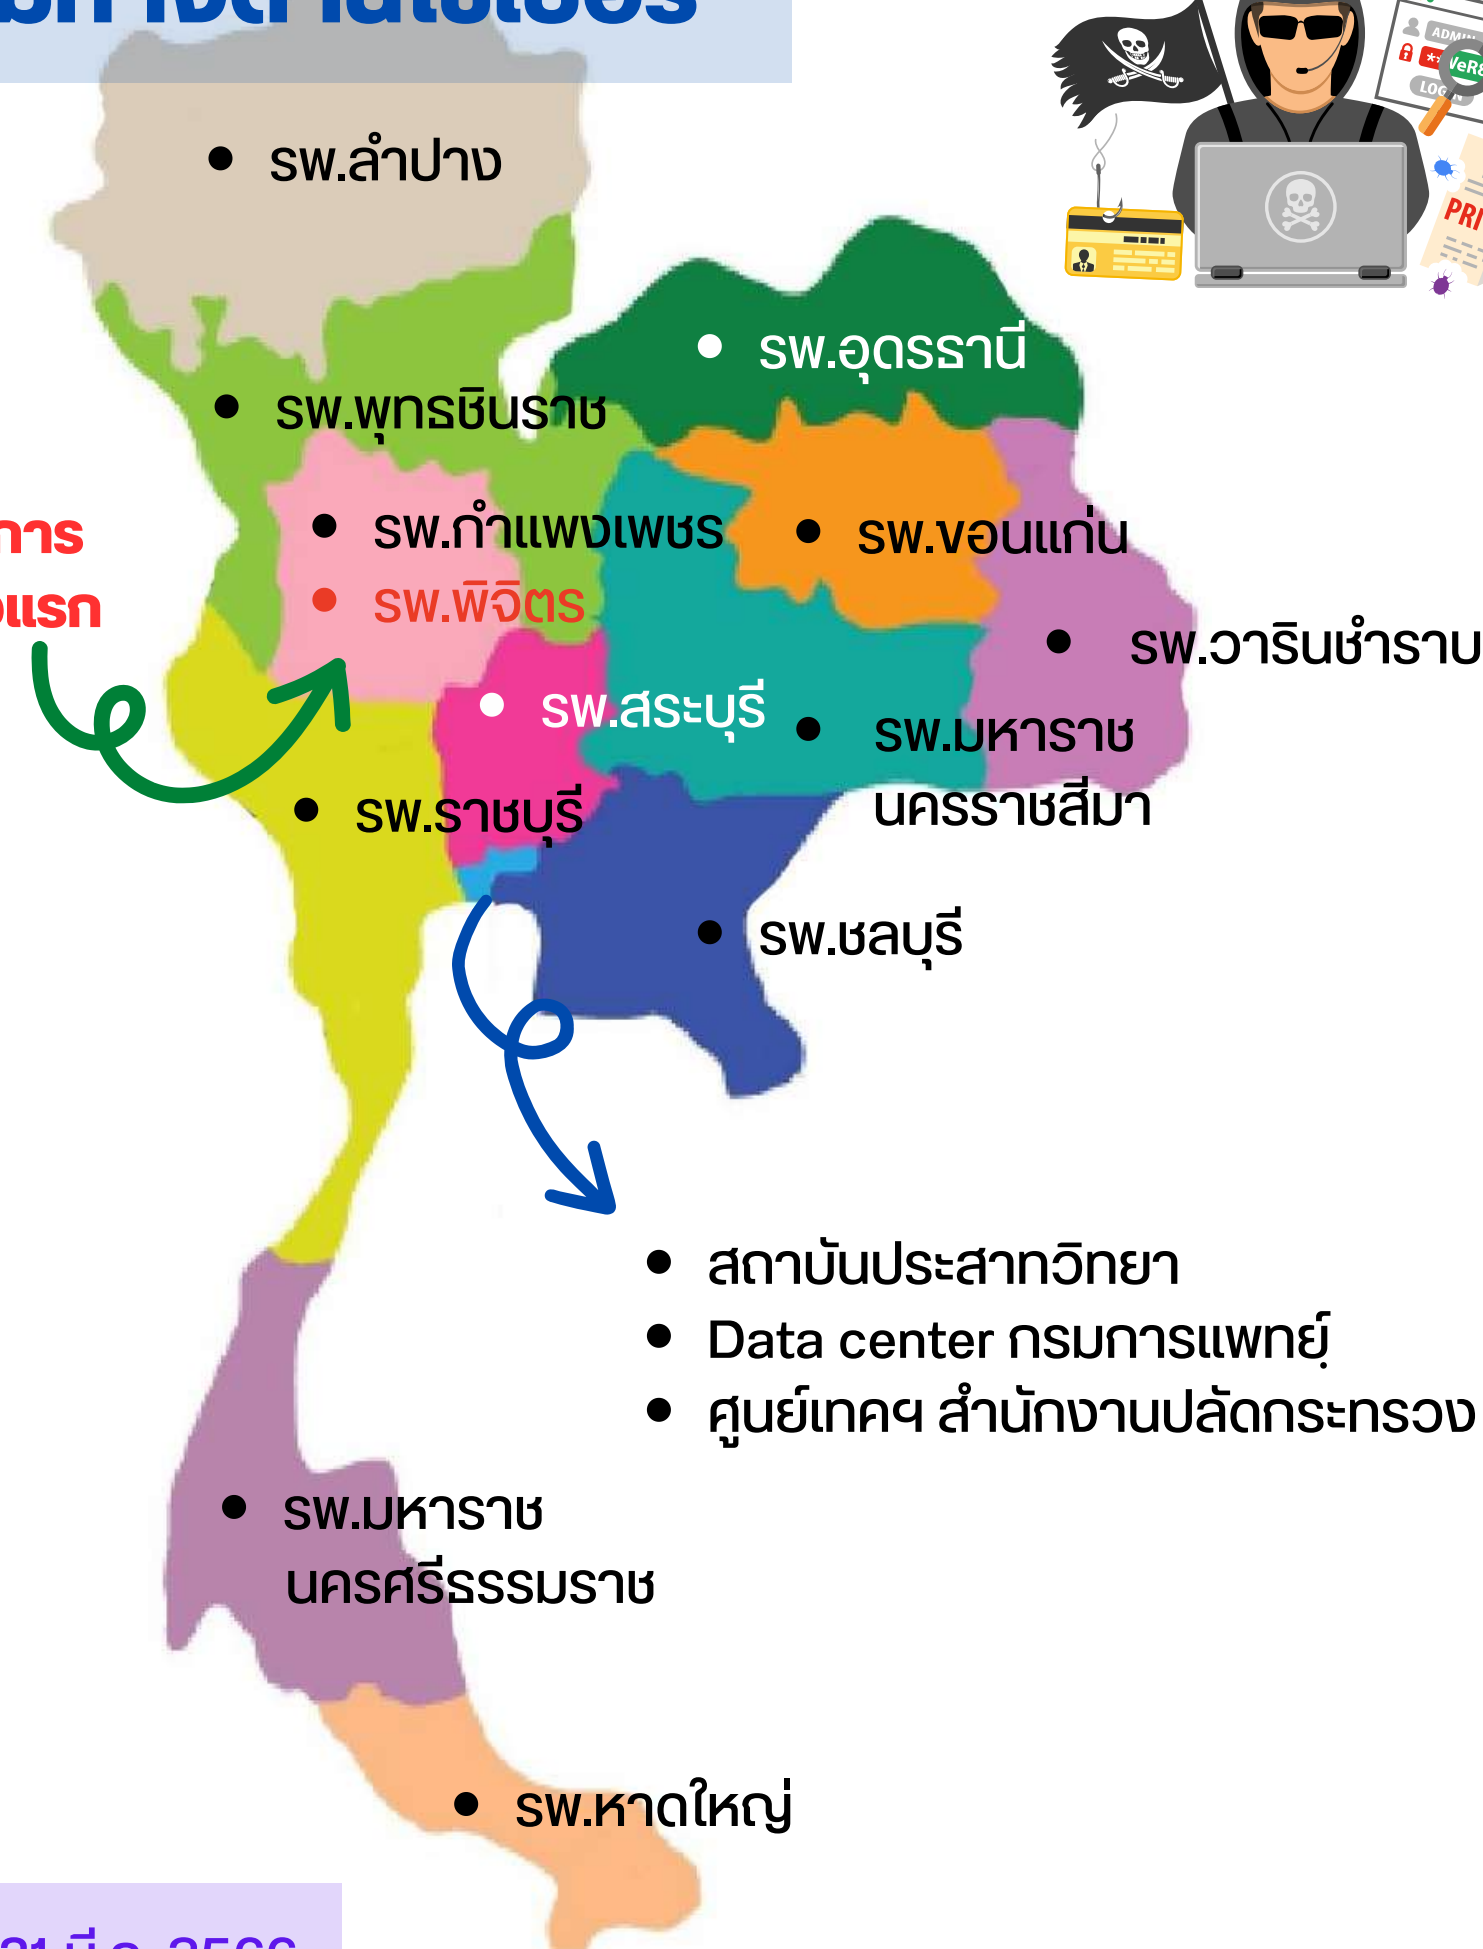 รพ.ลำปาง
ADMIN
LOGIN
รพ.อุดรธานี
รพ.พุทธชินราช
รพ.กำแพงเพชร
รพ.ขอนแก่น
การ
แรก
รพ.พิจิตร
รพ.วารินชำราบ
รพ.สระบุรี
รพ.มหาราช
นครราชสีมา
รพ.ราชบุรี
รพ.ชลบุรี
สถาบันประสาทวิทยา
Data center กรมการแพทย์
ศูนย์เทคฯ สำนักงานปลัดกระทรวง
รพ.มหาราช
นครศรีธรรมราช
รพ.หาดใหญ่